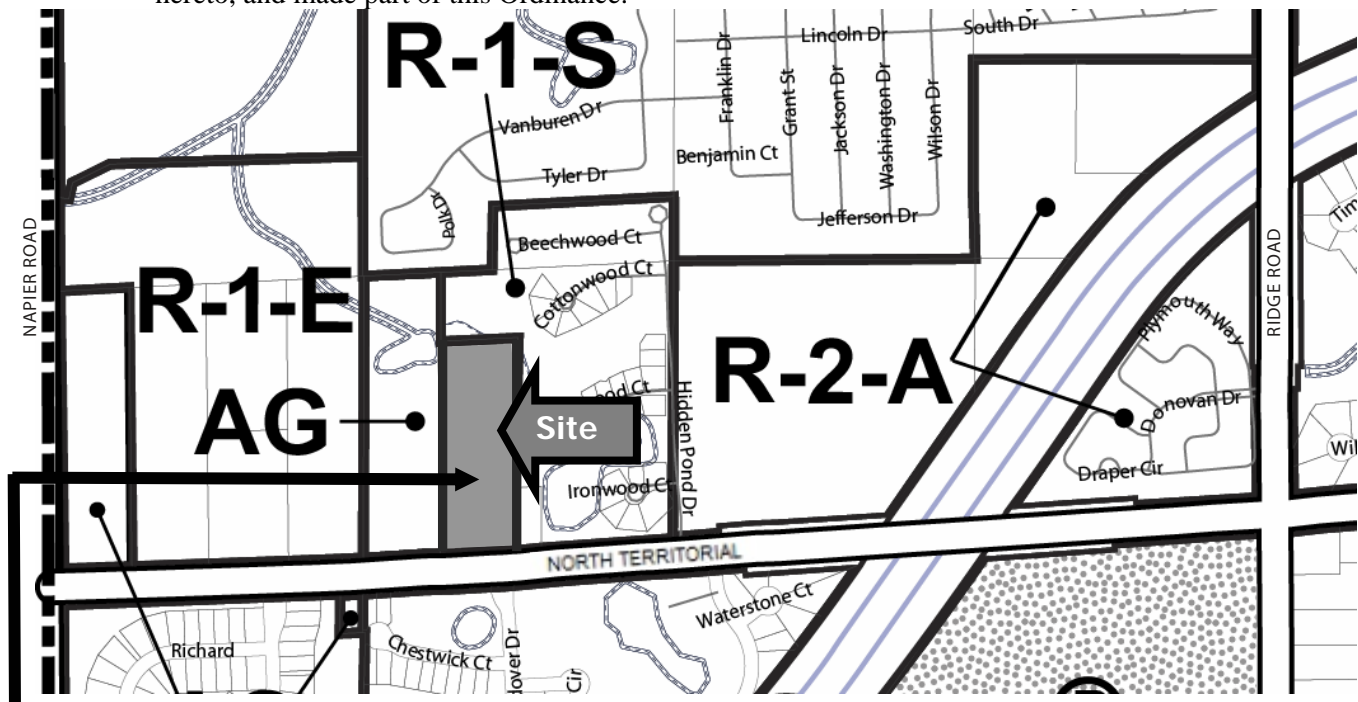 hereto, and made part of this Ordinance.
R-1-S
Lincoln Dr
South Dr
Franklin Dr
Grant St
Jackson Dr
Washington Dr
Wilson Dr
Vanburen Dr
Benjamin Ct
Tyler Dr
Polk Dr
Jefferson Dr
Beechwood Ct
Cottonwood Ct
NAPIER ROAD
R-1-E
RIDGE ROAD
Plymouth Way
R-2-A
AG
Site
Hidden Pond Dr
Donovan Dr
Draper Cir
Ironwood Ct
NORTH TERRITORIAL
Waterstone Ct
Richard
Chestwick Ct
Cir